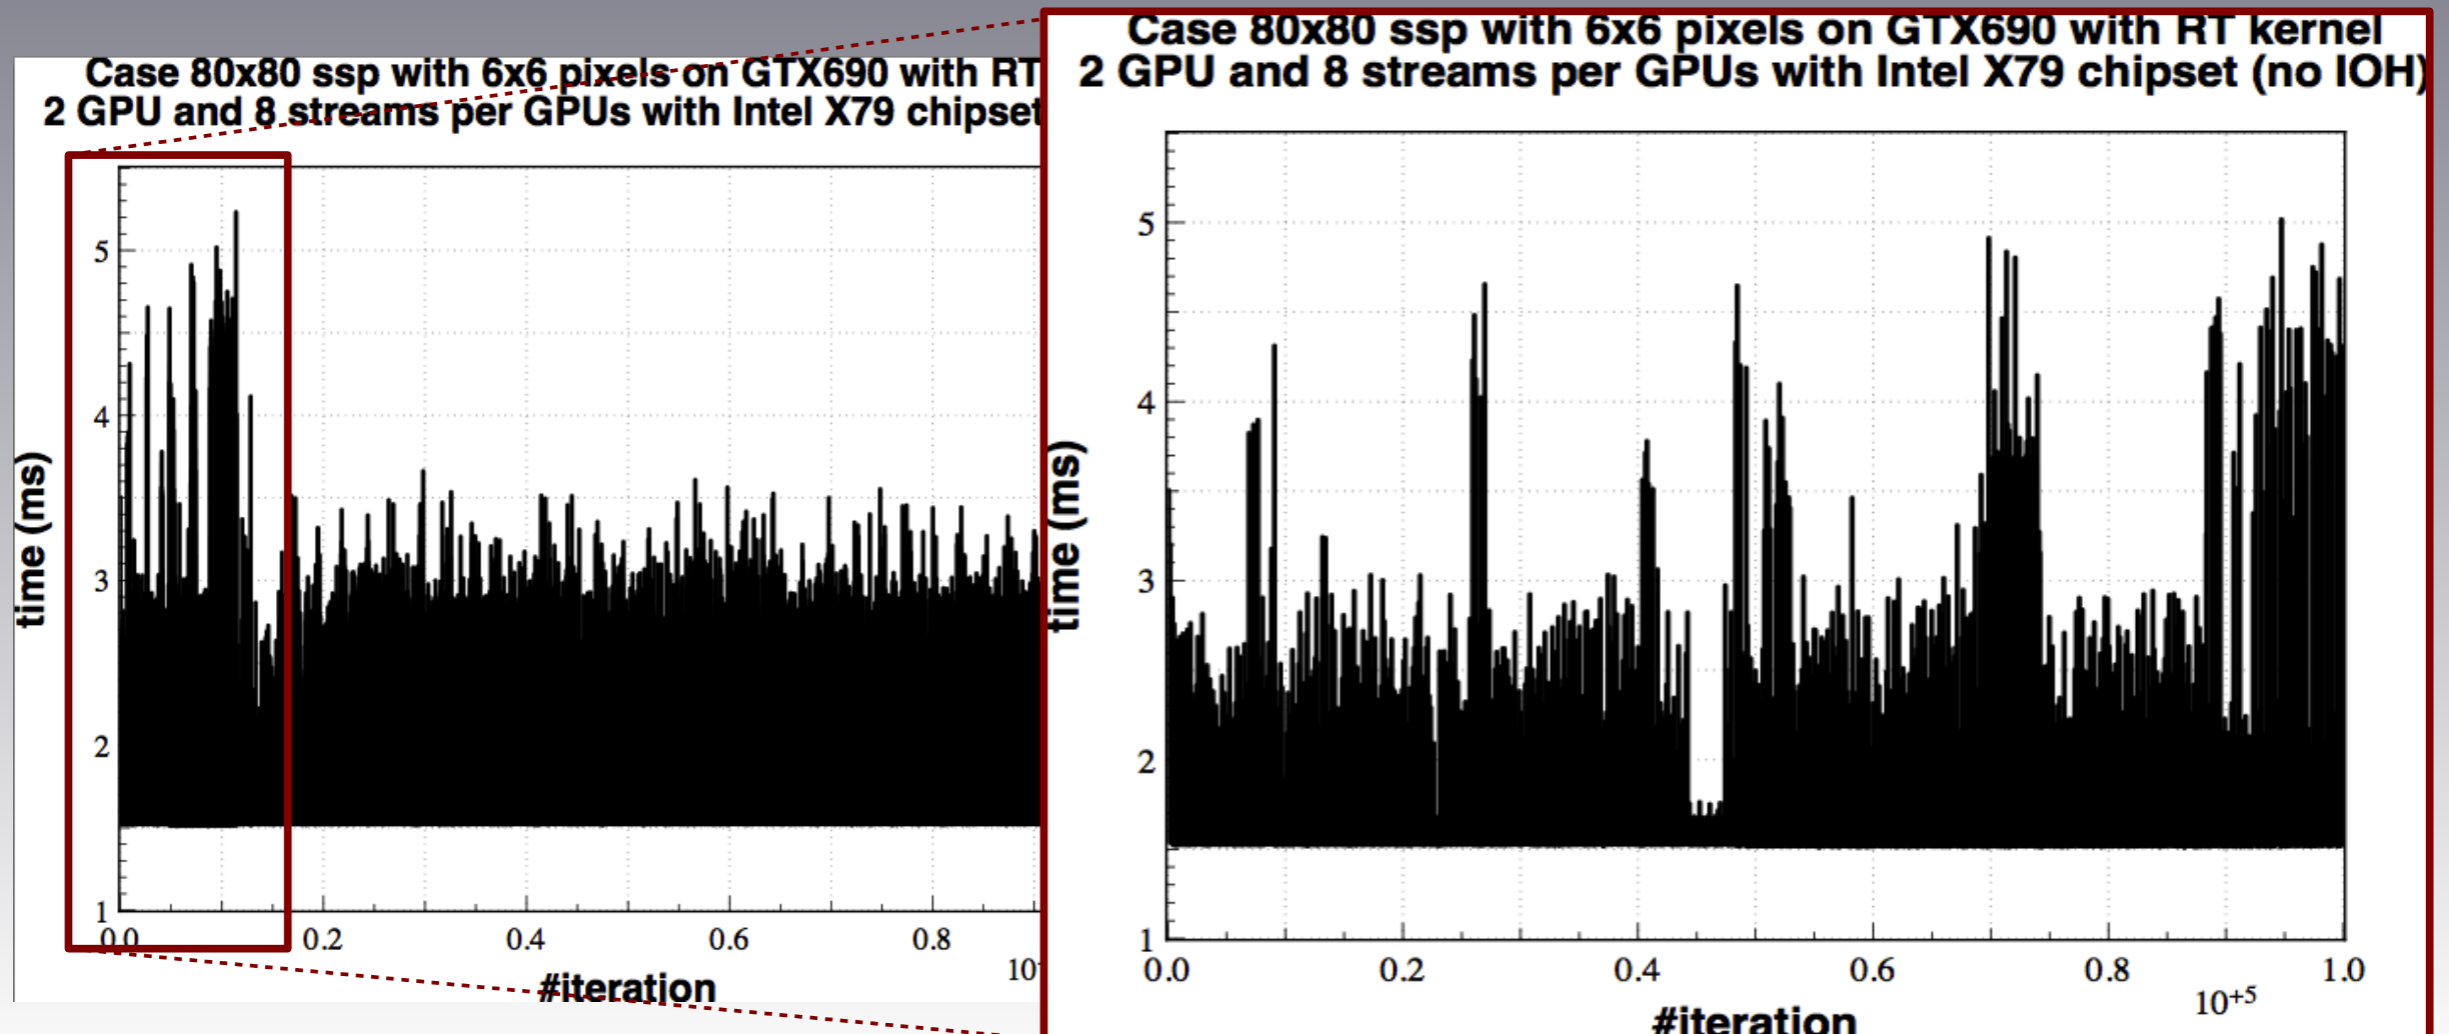 Case 80x80 ssp with 6x6 pixels on GTX690 with RT
2 GPU and 8 streams per GPUs with Intel X79 chipset
5
4
3
2
1
time (ms)
0.0 0.2 0.4 0.6 0.8
10
#iteration
Case 80x80 ssp with 6x6 pixels on GTX690 with RT kernel
2 GPU and 8 streams per GPUs with Intel X79 chipset (no IOH)
5
4
3
2
1
time (ms)
0.0 0.2 0.4 0.6 0.8 1.0
10+5
#iteration